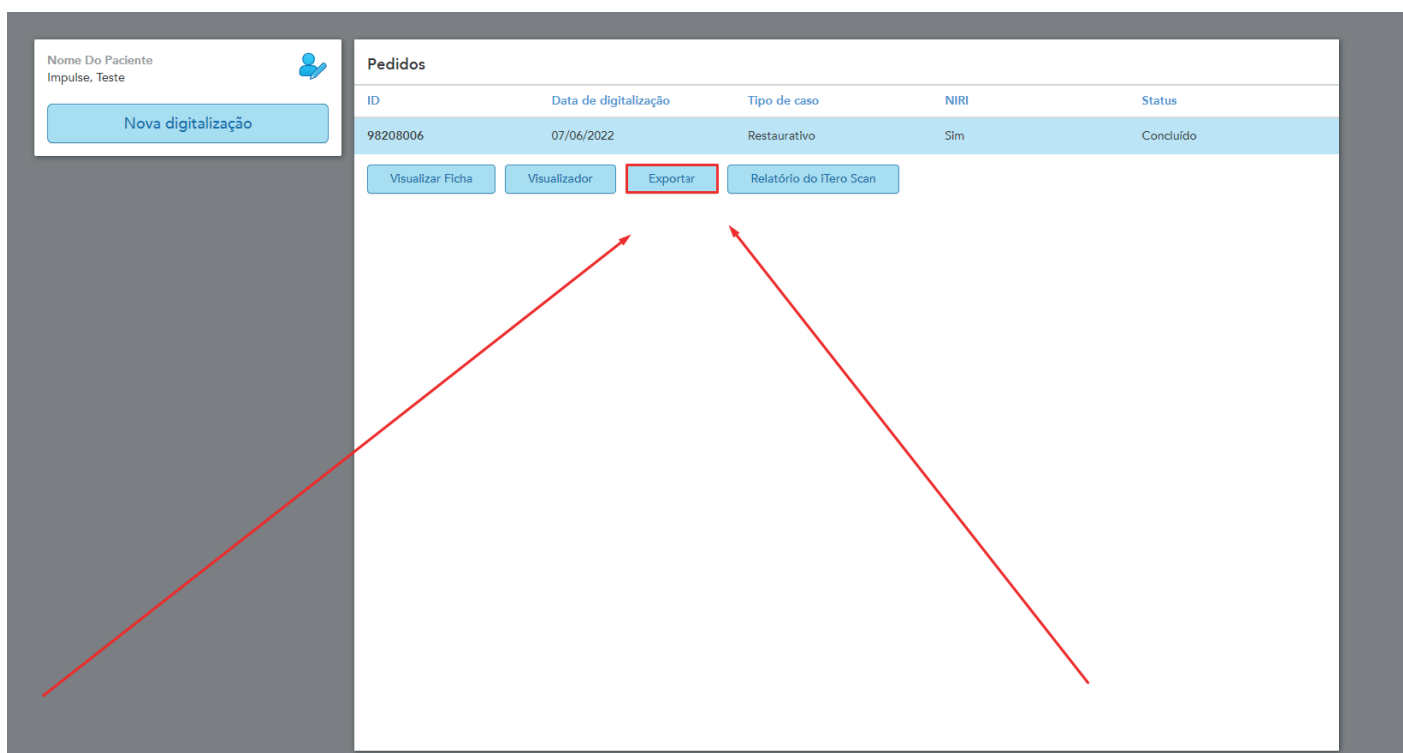 Nome Do Paciente
Impulse, Teste
Nova digitalização
Pedidos
ID Data de digitalização Tipo de caso NIRI Status
98208006 07/06/2022 Restaurativo Sim Concluído
Visualizar Ficha Visualizador Exportar Relatório do iTero Scan